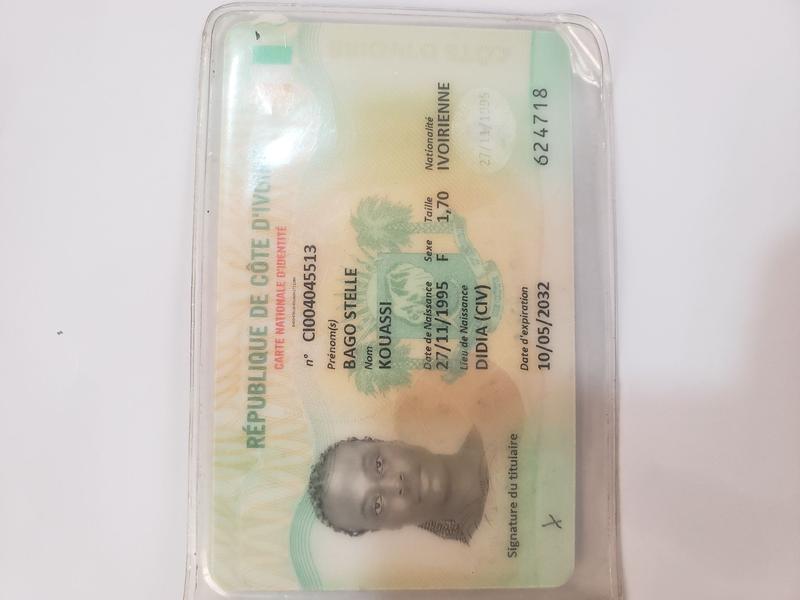 RÉPUBLIQUE DE CÔTE D'IVOIRE
CARTE NATIONALE D'IDENTITÉ
n° CI004045513
Prénom(s)
BAGO STELLE
Nom
KOUASSI
Date de Naissance Sexe Taille Nationalité
27/11/1995 F 1,70 IVOIRIENNE
Lieu de Naissance
DIDIA (CIV)
27/11/1995
Date d'expiration
10/05/2032
624718
Signature du titulaire
X